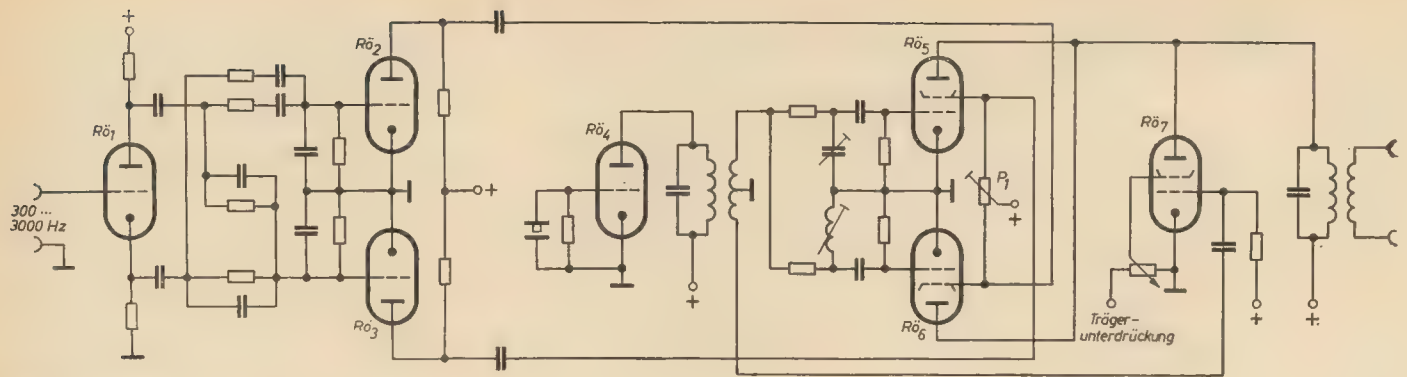 +
Rö1
300 ...
3000 Hz
Rö2
Rö3
+
Rö4
+
Rö5
Rö6
P1
+
Rö7
Träger-
unterdrückung
+
+